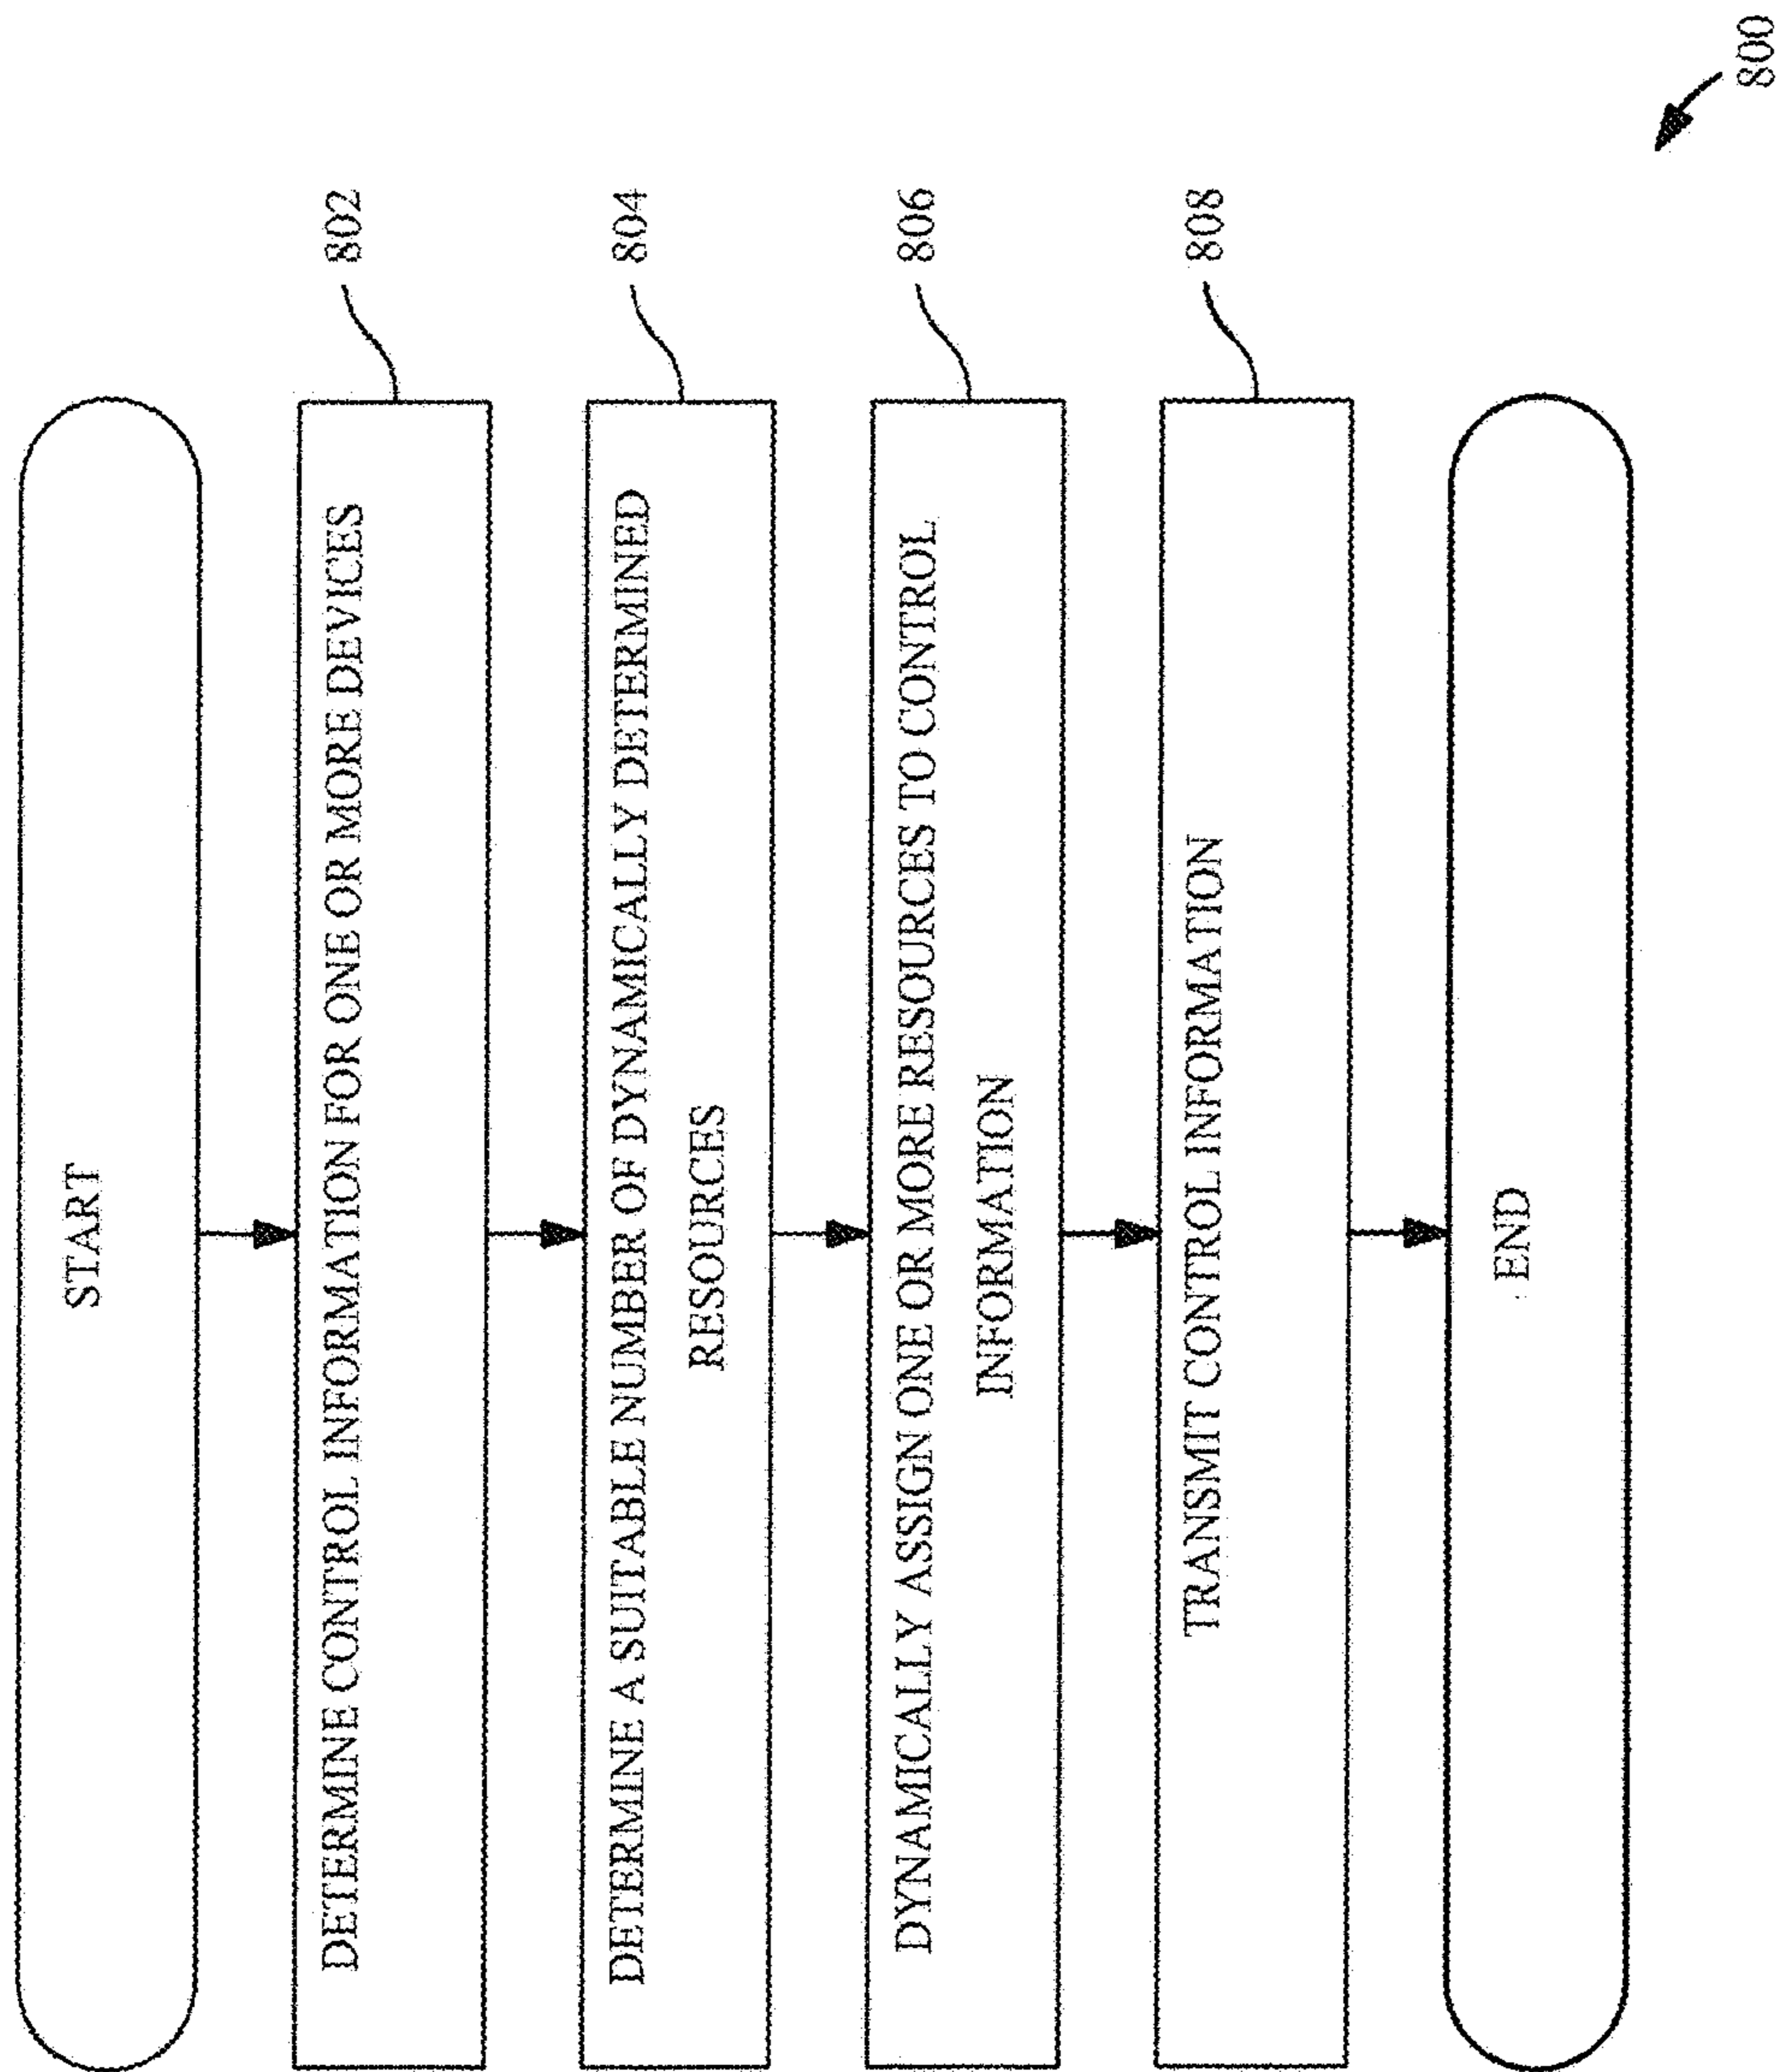 START
DETERMINE CONTROL INFORMATION FOR ONE OR MORE DEVICES
802
DETERMINE A SUITABLE NUMBER OF DYNAMICALLY DETERMINED
RESOURCES
804
DYNAMICALLY ASSIGN ONE OR MORE RESOURCES TO CONTROL
INFORMATION
806
TRANSMIT CONTROL INFORMATION
808
END
800